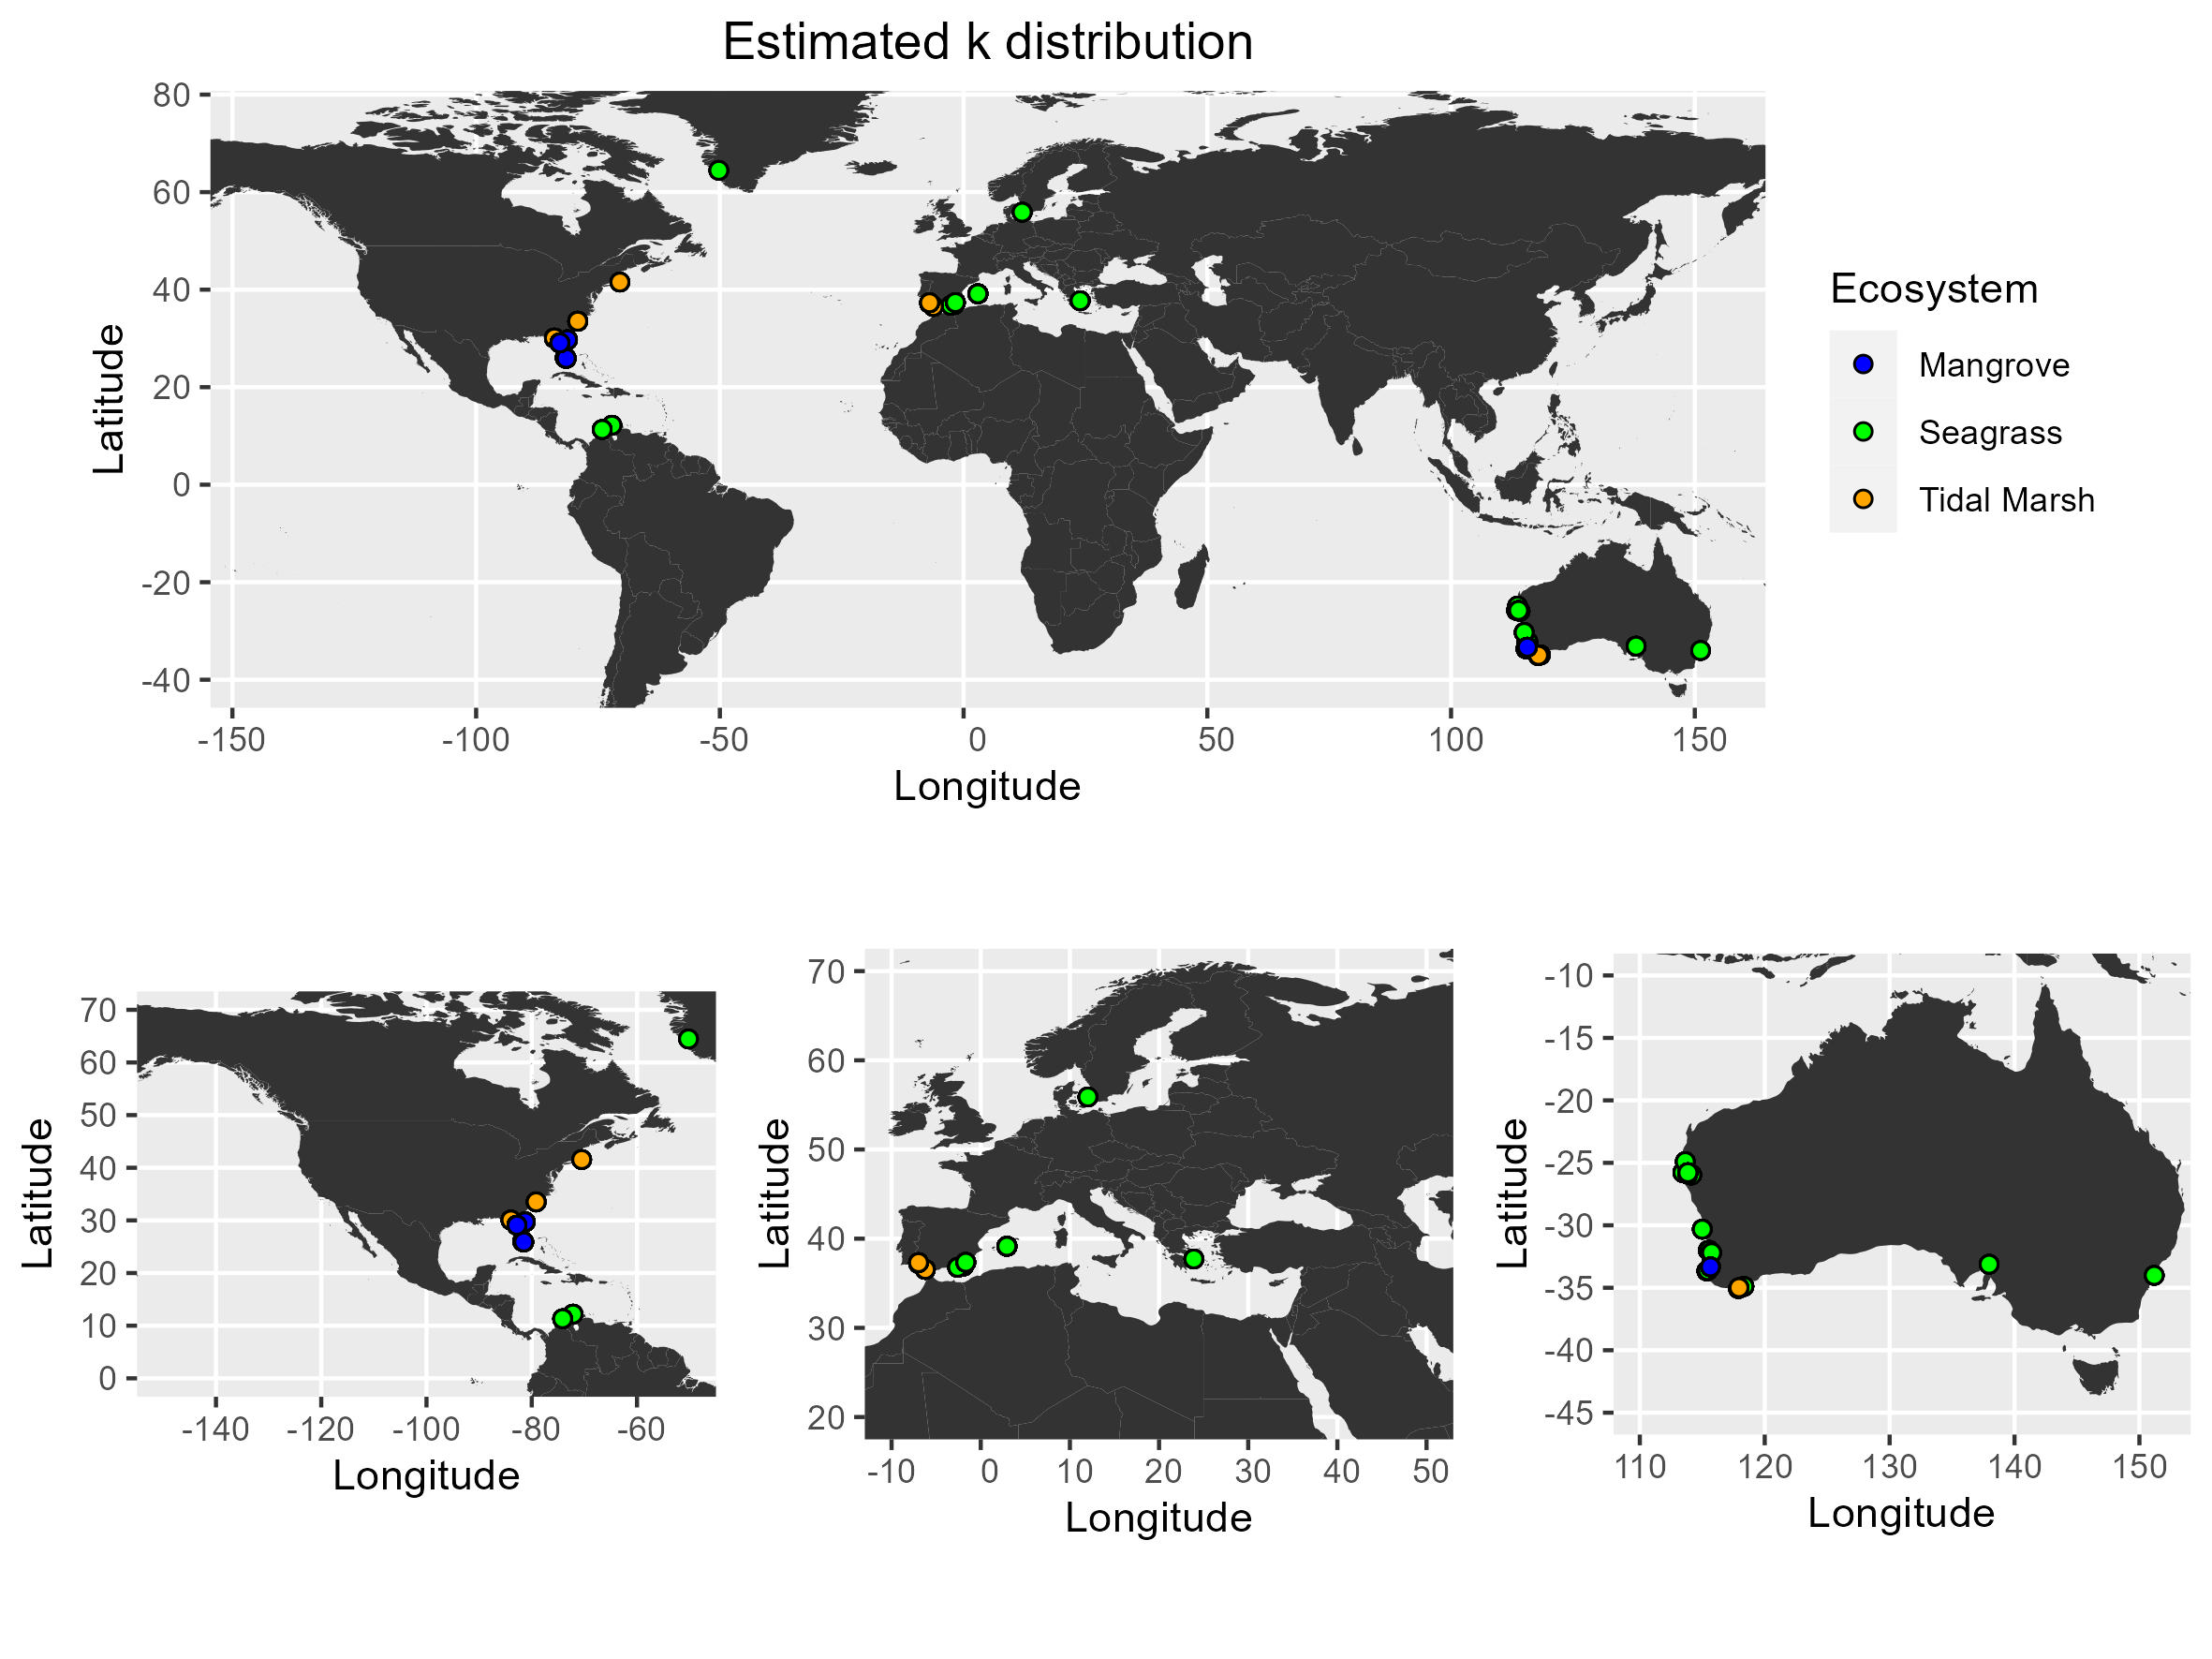 Estimated k distribution
80
60
40
20
0
-20
-40
Latitude
-150 -100 -50 0 50 100 150
Longitude
Ecosystem
Mangrove
Seagrass
Tidal Marsh
70
60
50
40
30
20
10
0
Latitude
-140 -120 -100 -80 -60
Longitude
70
60
50
40
30
20
Latitude
-10 0 10 20 30 40 50
Longitude
-10
-15
-20
-25
-30
-35
-40
-45
Latitude
110 120 130 140 150
Longitude